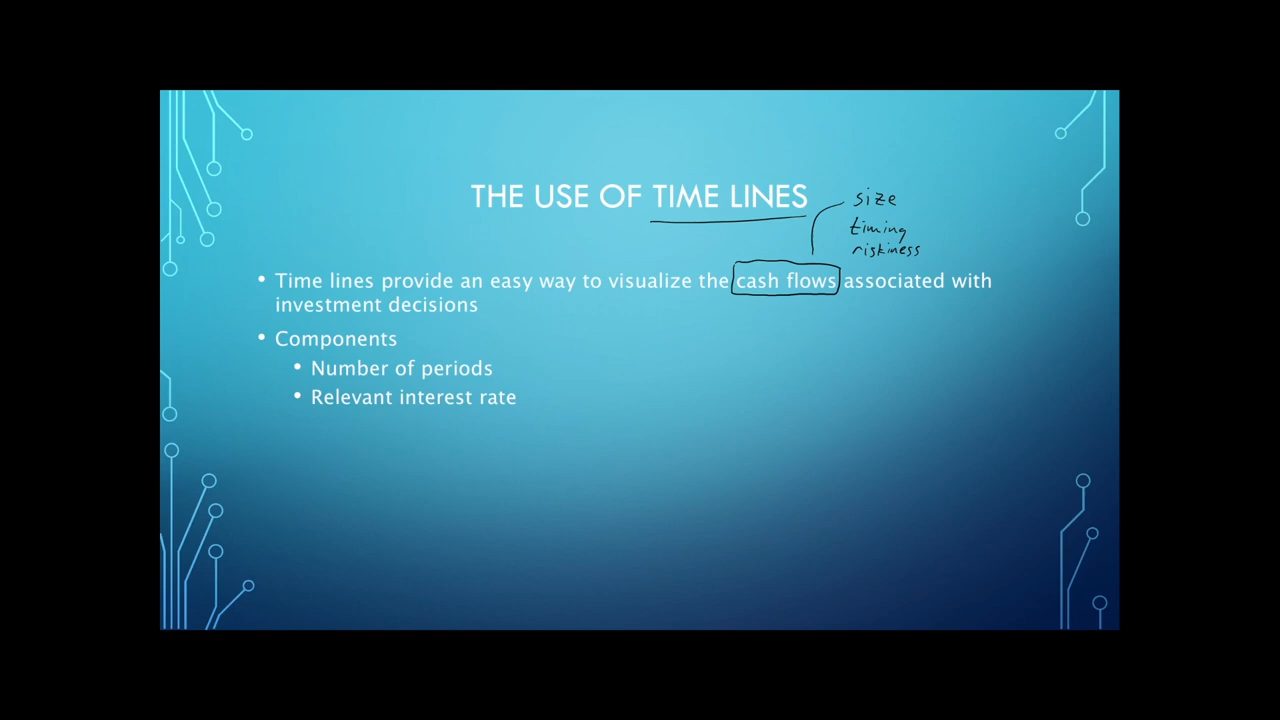 THE USE OF TIME LINES
size
timing
riskiness
• Time lines provide an easy way to visualize the cash flows associated with
investment decisions
• Components
• Number of periods
• Relevant interest rate